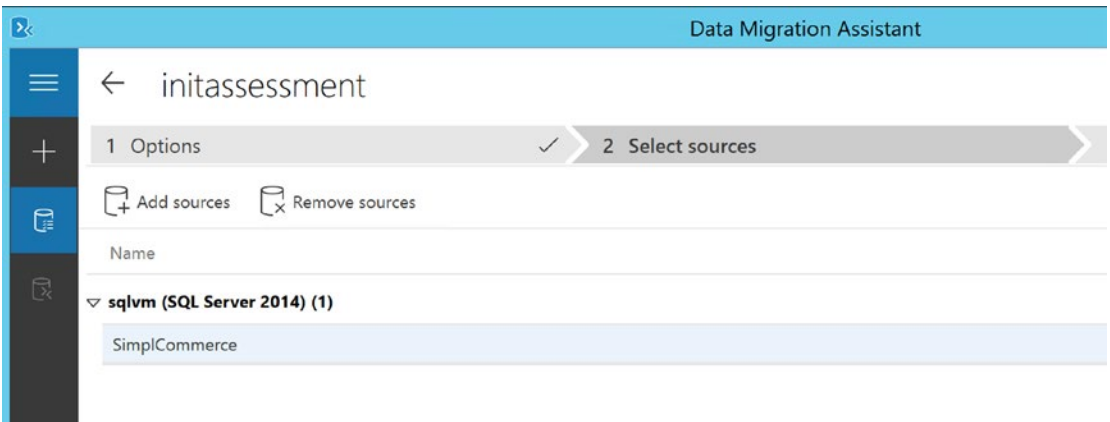 Data Migration Assistant
initassessment
1 Options
2 Select sources
Add sources Remove sources
Name
sqlvm (SQL Server 2014) (1)
SimplCommerce